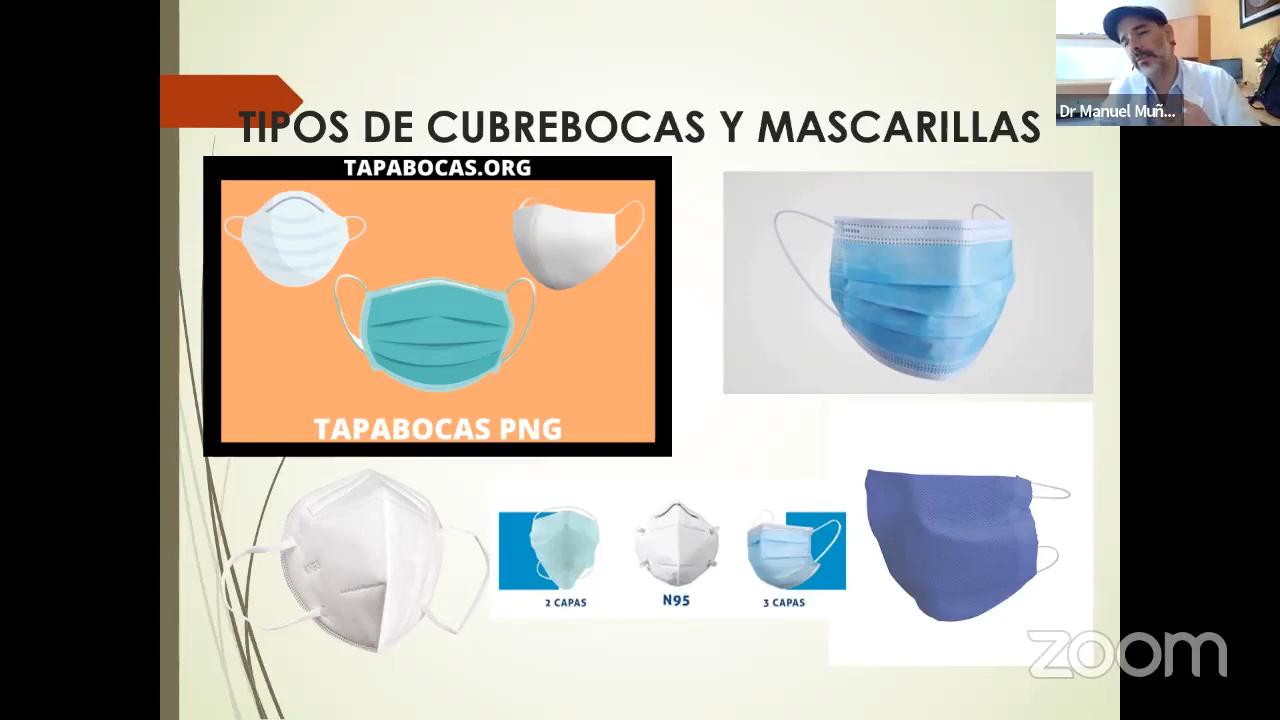 TIPOS DE CUBREBOCAS Y MASCARILLAS
Dr Manuel Muñ...
TAPABOCAS.ORG
TAPABOCAS PNG
2 CAPAS
N95
3 CAPAS
zoom